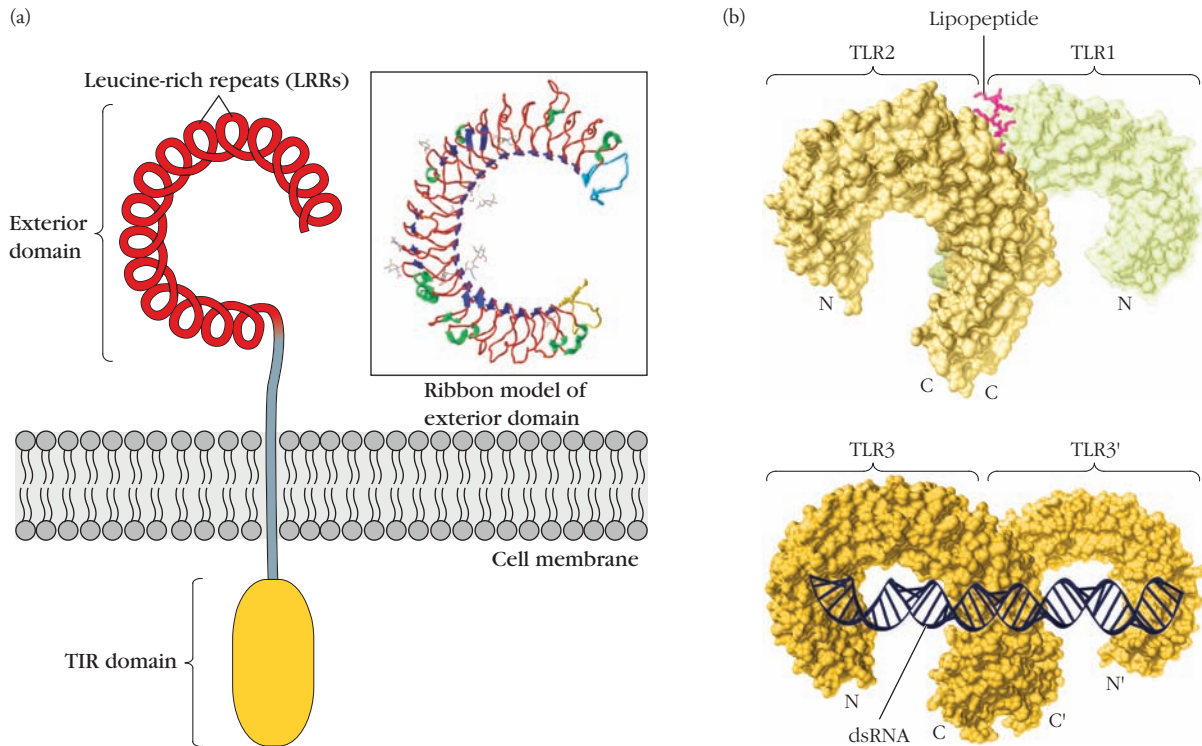 (a)
Leucine-rich repeats (LRRs)
Exterior
domain
Ribbon model of
exterior domain
Cell membrane
TIR domain
(b)
Lipopeptide
TLR2
TLR1
N
N
C
C
TLR3
TLR3'
N
dsRNA
C
C'
N'